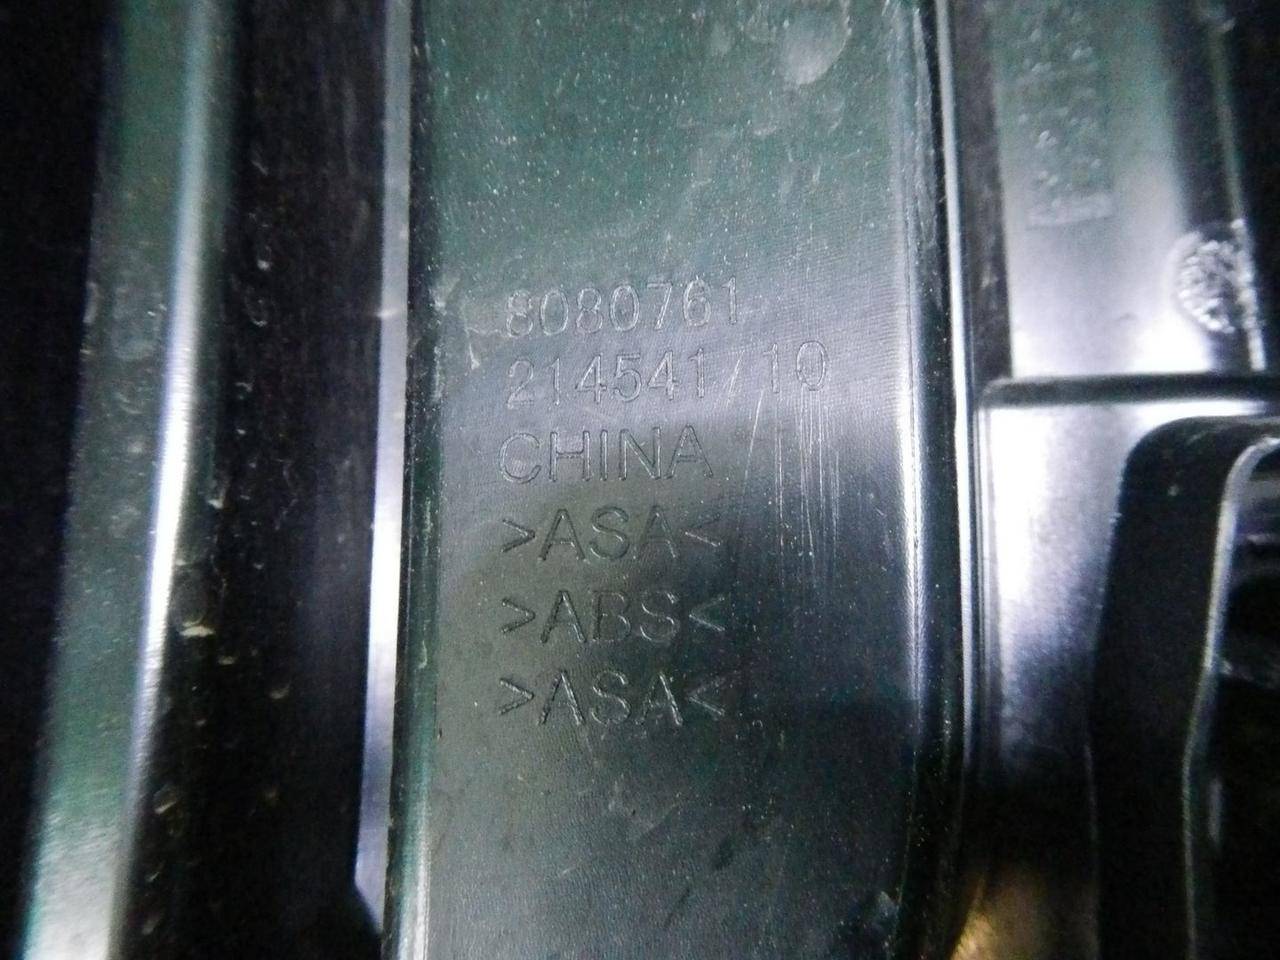 8080761
214541/10
CHINA
>ASA<
>ABS<
>ASA<